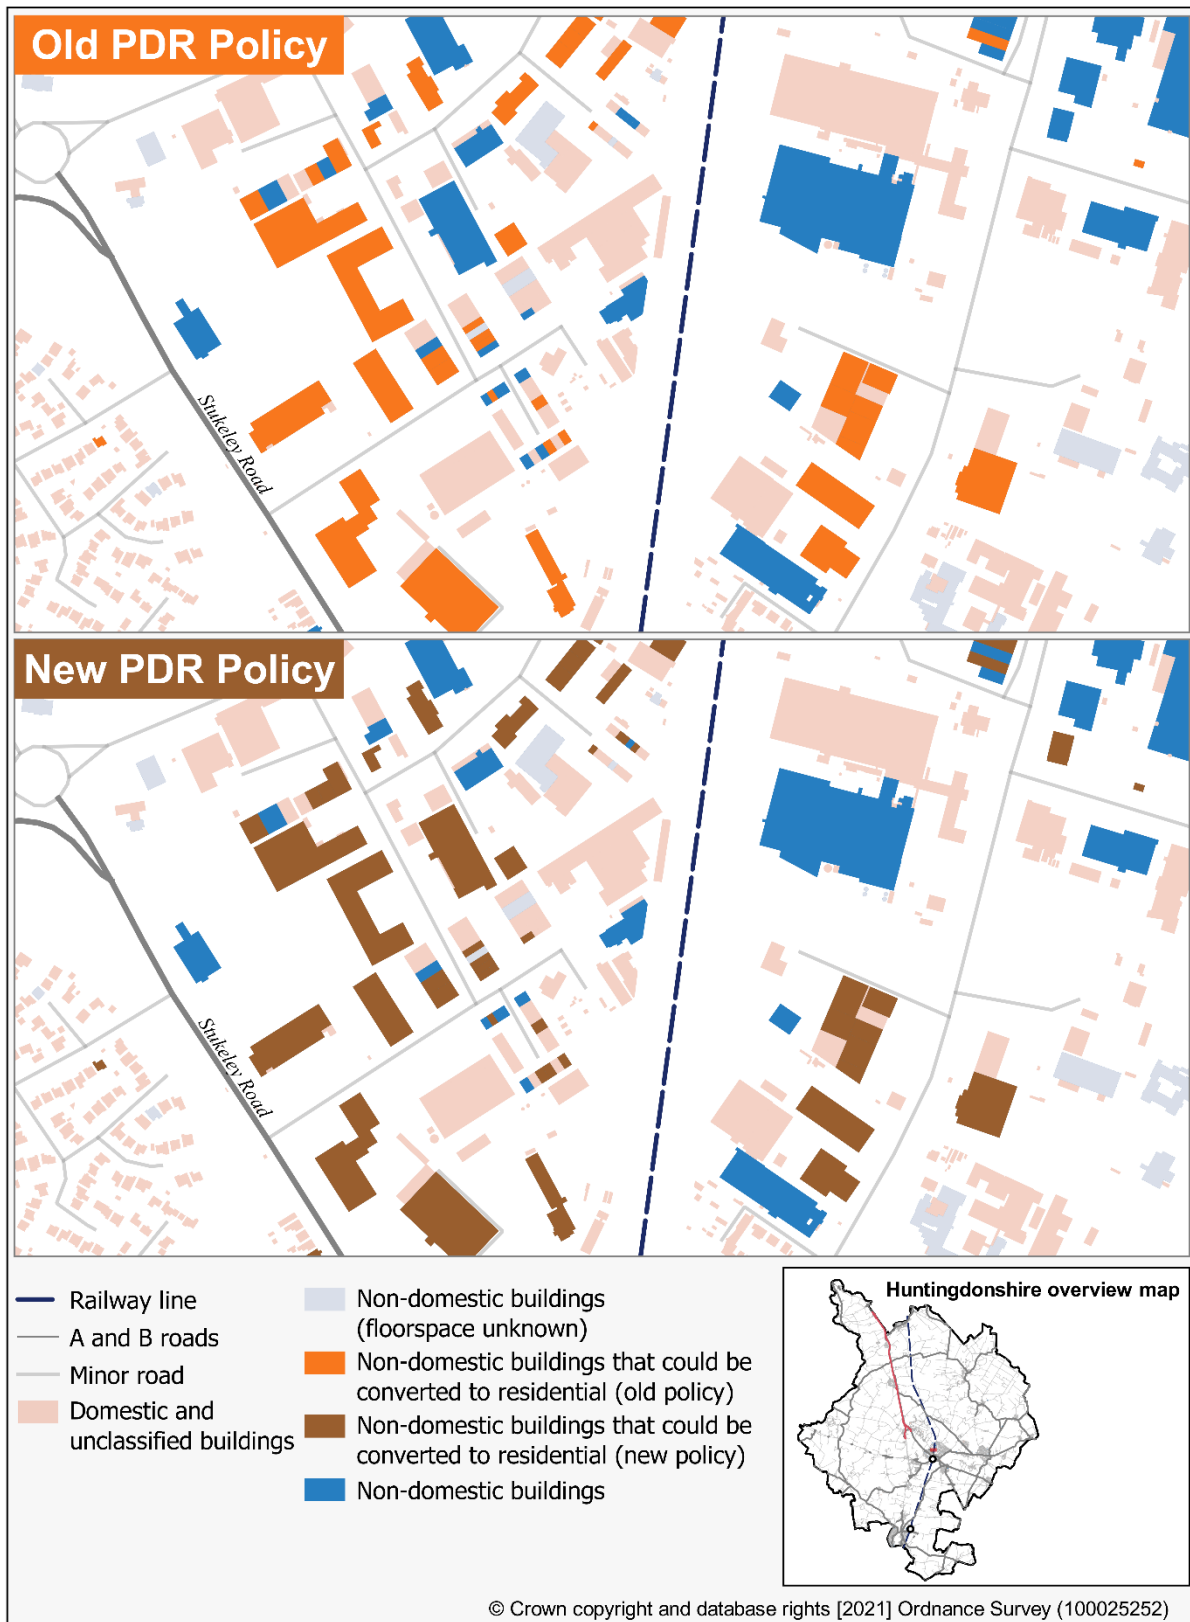 Old PDR Policy
Stukeley Road
New PDR Policy
Stukeley Road
Railway line
A and B roads
Minor road
Domestic and
unclassified buildings
Non-domestic buildings
(floorspace unknown)
Non-domestic buildings that could be
converted to residential (old policy)
Non-domestic buildings that could be
converted to residential (new policy)
Non-domestic buildings
Huntingdonshire overview map
© Crown copyright and database rights [2021] Ordnance Survey (100025252)